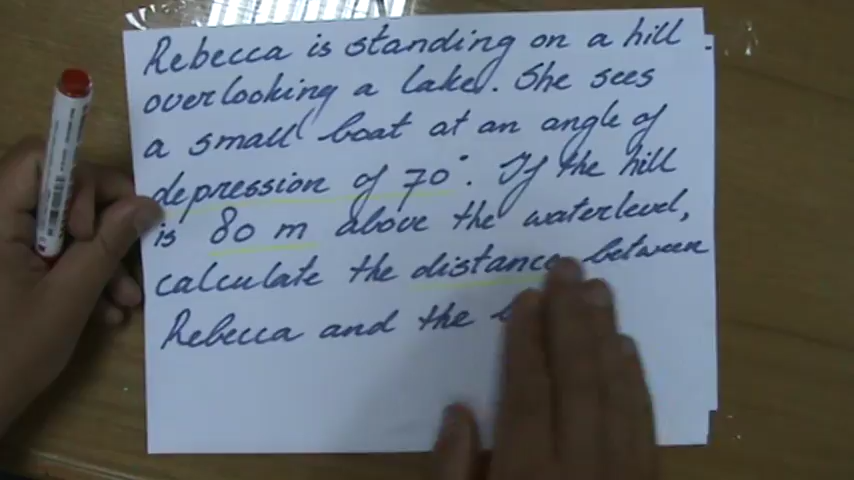 Rebecca is standing on a hill
overlooking a lake. She sees
a small boat at an angle of
depression of 70°. If the hill
is 80 m above the waterlevel,
calculate the distance between
Rebecca and the